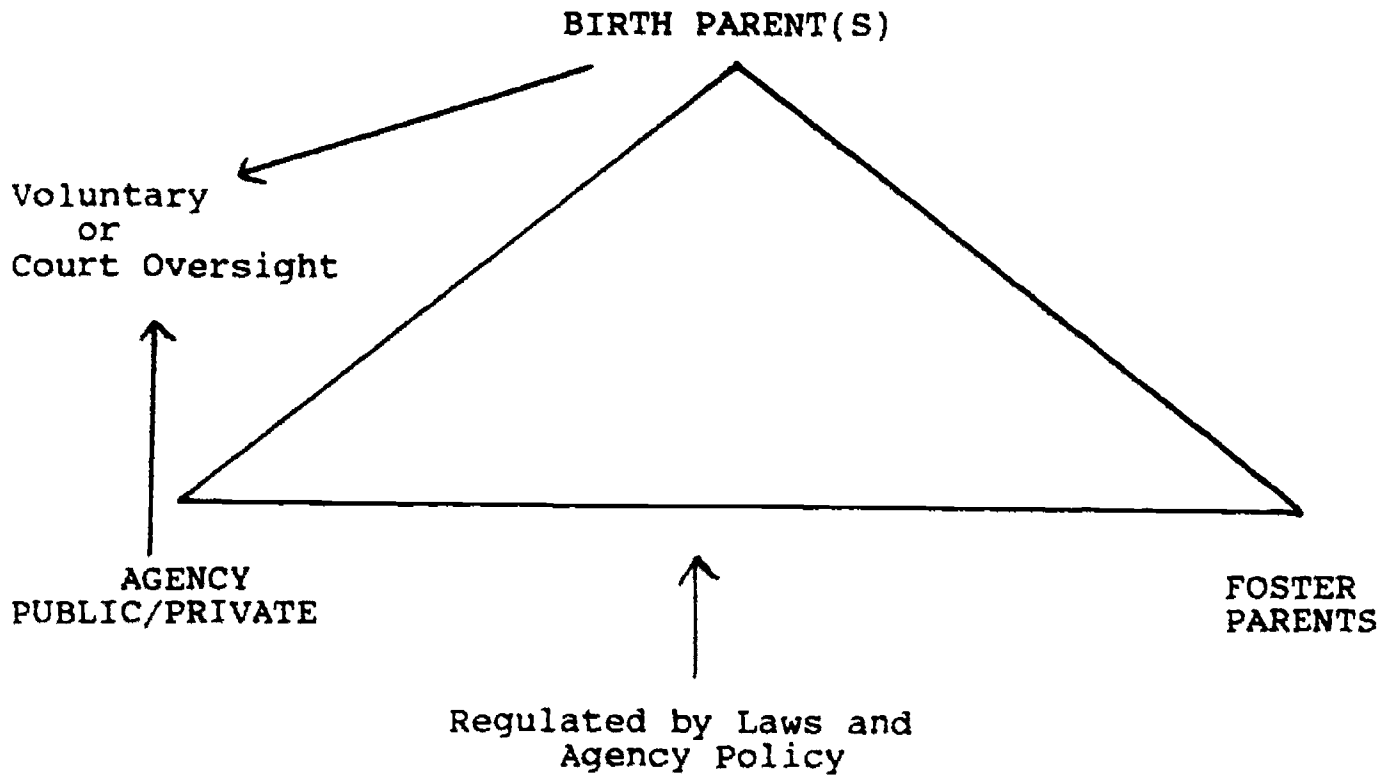 BIRTH PARENT(S)
Voluntary
or
Court Oversight
AGENCY
PUBLIC/PRIVATE
FOSTER
PARENTS
Regulated by Laws and
Agency Policy